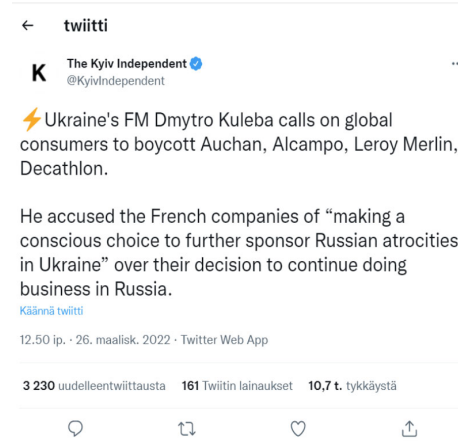 ← twiitti
K
The Kyiv Independent
@KyivIndependent
⚡Ukraine's FM Dmytro Kuleba calls on global
consumers to boycott Auchan, Alcampo, Leroy Merlin,
Decathlon.
He accused the French companies of “making a
conscious choice to further sponsor Russian atrocities
in Ukraine” over their decision to continue doing
business in Russia.
Käännä twiitti
12.50 ip. · 26. maalisk. 2022 · Twitter Web App
3 230 uudelleentwiittausta 161 Twiitin lainaukset 10,7 t. tykkäystä